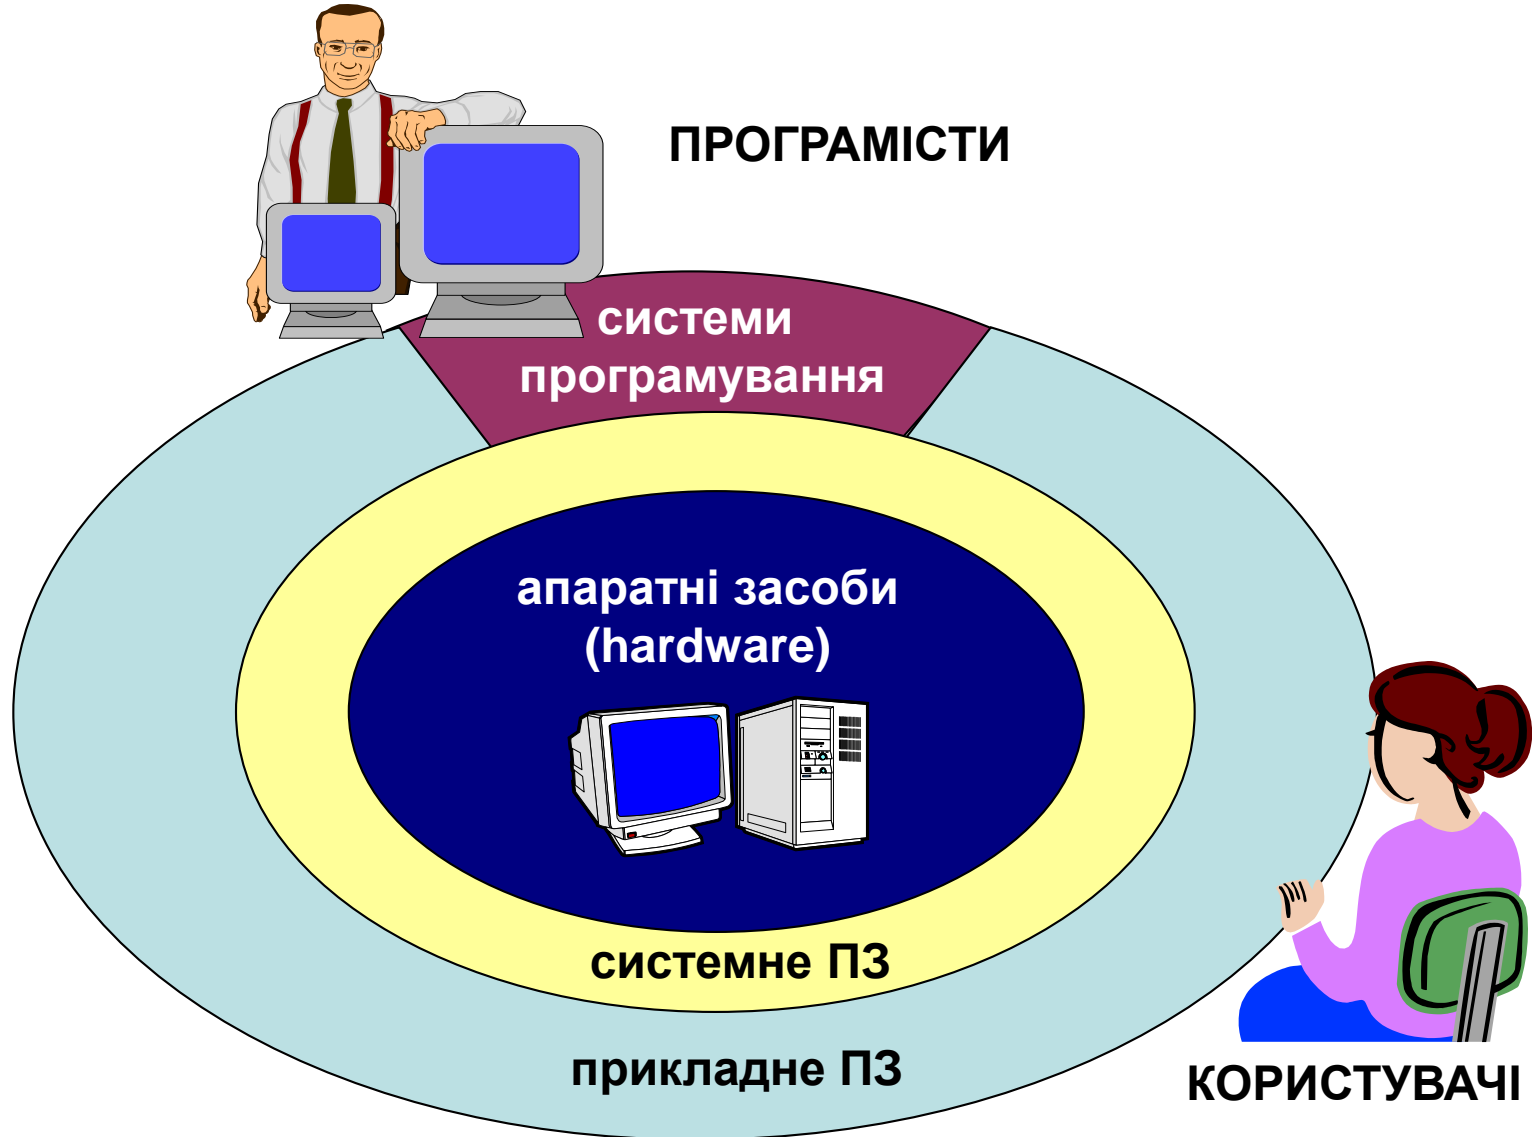 ПРОГРАМІСТИ
системи
програмування
апаратні засоби
(hardware)
системне ПЗ
прикладне ПЗ
КОРИСТУВАЧІ